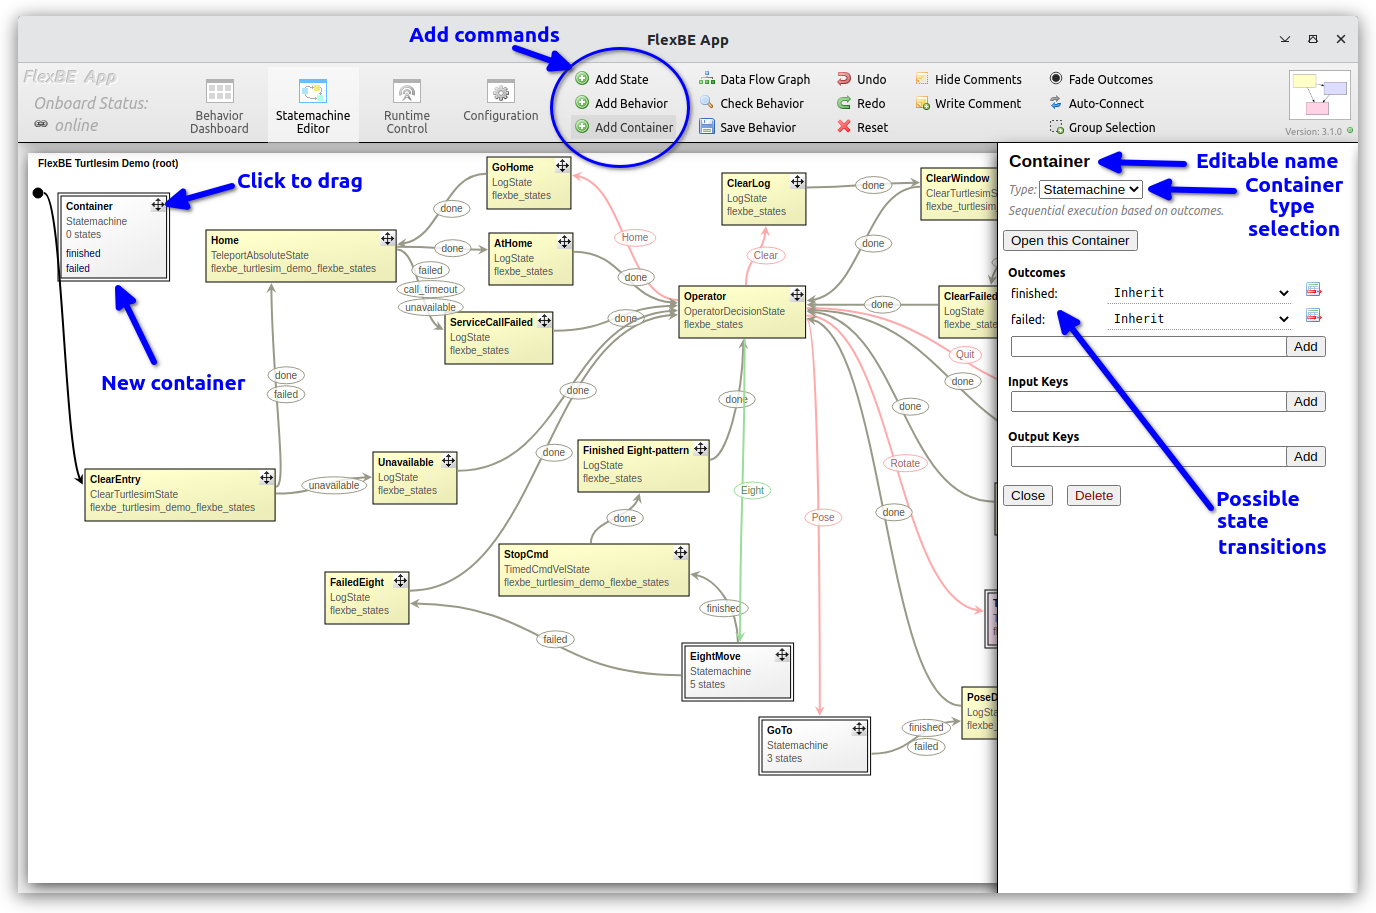 Add commands
FlexBE App
FlexBE App
Onboard Status:
online
Behavior
Dashboard
Statemachine
Editor
Runtime
Control
Configuration
Add State
Add Behavior
Add Container
Data Flow Graph
Check Behavior
Save Behavior
Undo
Redo
Reset
Hide Comments
Write Comment
Fade Outcomes
Auto-Connect
Group Selection
Version: 3.1.0
FlexBE Turtlesim Demo (root)
Click to drag
Container
Statemachine
0 states
finished
failed
New container
GoHome
LogState
flexbe_states
done
Home
TeleportAbsoluteState
flexbe_turtlesim_demo_flexbe_states
done
failed
call_timeout
unavailable
AtHome
LogState
flexbe_states
done
Home
ServiceCallFailed
LogState
flexbe_states
done
ClearLog
LogState
flexbe_states
done
Clear
ClearWindow
ClearTurtlesim
flexbe_turtlesim_
done
Operator
OperatorDecisionState
flexbe_states
done
ClearFailed
LogState
flexbe_states
Quit
done
done
done
failed
done
done
done
ClearEntry
ClearTurtlesimState
flexbe_turtlesim_demo_flexbe_states
unavailable
Unavailable
LogState
flexbe_states
Finished Eight-pattern
LogState
flexbe_states
Eight
Rotate
Pose
done
done
StopCmd
TimedCmdVelState
flexbe_turtlesim_demo_flexbe_states
FailedEight
LogState
flexbe_states
finished
failed
EightMove
Statemachine
5 states
GoTo
Statemachine
3 states
finished
failed
PoseD
LogSta
flexbe_
Container
Editable name
Type: Statemachine
Container
type
selection
Sequential execution based on outcomes.
Open this Container
Outcomes
finished: Inherit
failed: Inherit
Add
Input Keys
Add
Output Keys
Add
Close
Delete
Possible
state
transitions